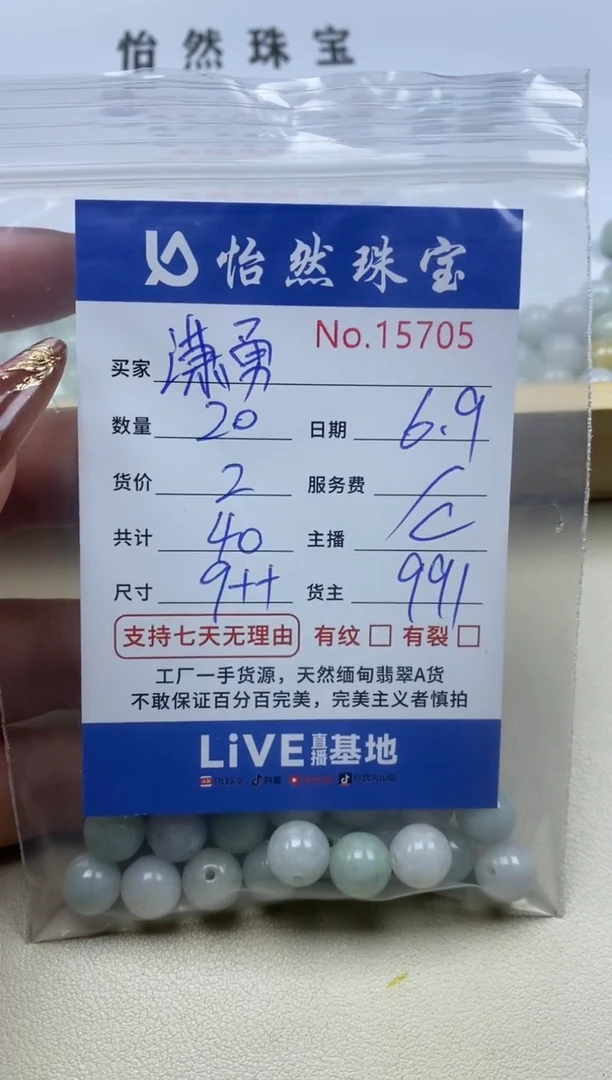 怡然珠宝
怡然珠宝
No.15705
买家 潇勇
数量 20 日期 6.9
货价 2 服务费 /
共计 40 主播 C
尺寸 9++ 货主 991
支持七天无理由 有纹 □ 有裂 □
工厂一手货源，天然缅甸翡翠A货
不敢保证百分百完美，完美主义者慎拍
LiVE 直播 基地